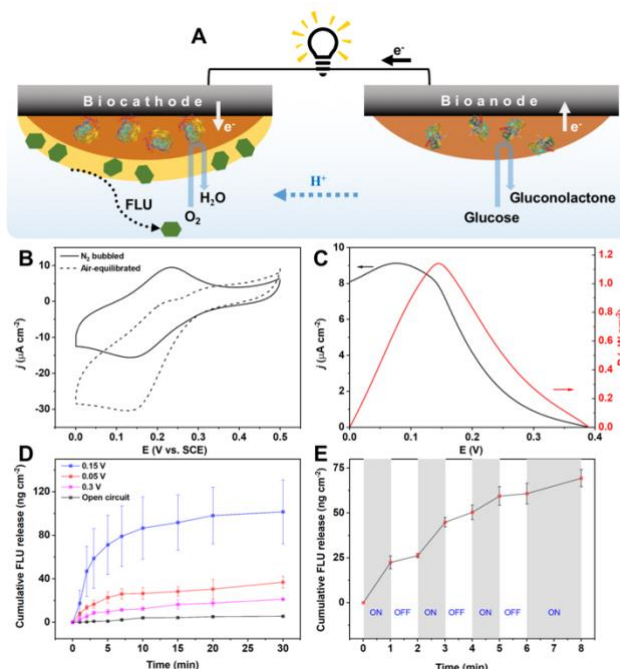 A
e⁻
Biocathode
Bioanode
e⁻
e⁻
FLU
H₂O
O₂
H⁺
Gluconolactone
Glucose
B
N₂ bubbled
Air-equilibrated
j (μA cm⁻²)
10
0
-10
-20
-30
0.0 0.1 0.2 0.3 0.4 0.5
E (V vs. SCE)
C
j (μA cm⁻²)
8
6
4
2
0
0.0 0.1 0.2 0.3 0.4
E (V)
1.2
1.0
0.8
0.6
0.4
0.2
0.0
D
0.15 V
0.05 V
0.3 V
Open circuit
Cumulative FLU release (ng cm⁻²)
120
80
40
0
0 5 10 15 20 25 30
Time (min)
E
Cumulative FLU release (ng cm⁻²)
75
50
25
0
ON OFF ON OFF ON OFF ON
0 1 2 3 4 5 6 7 8
Time (min)